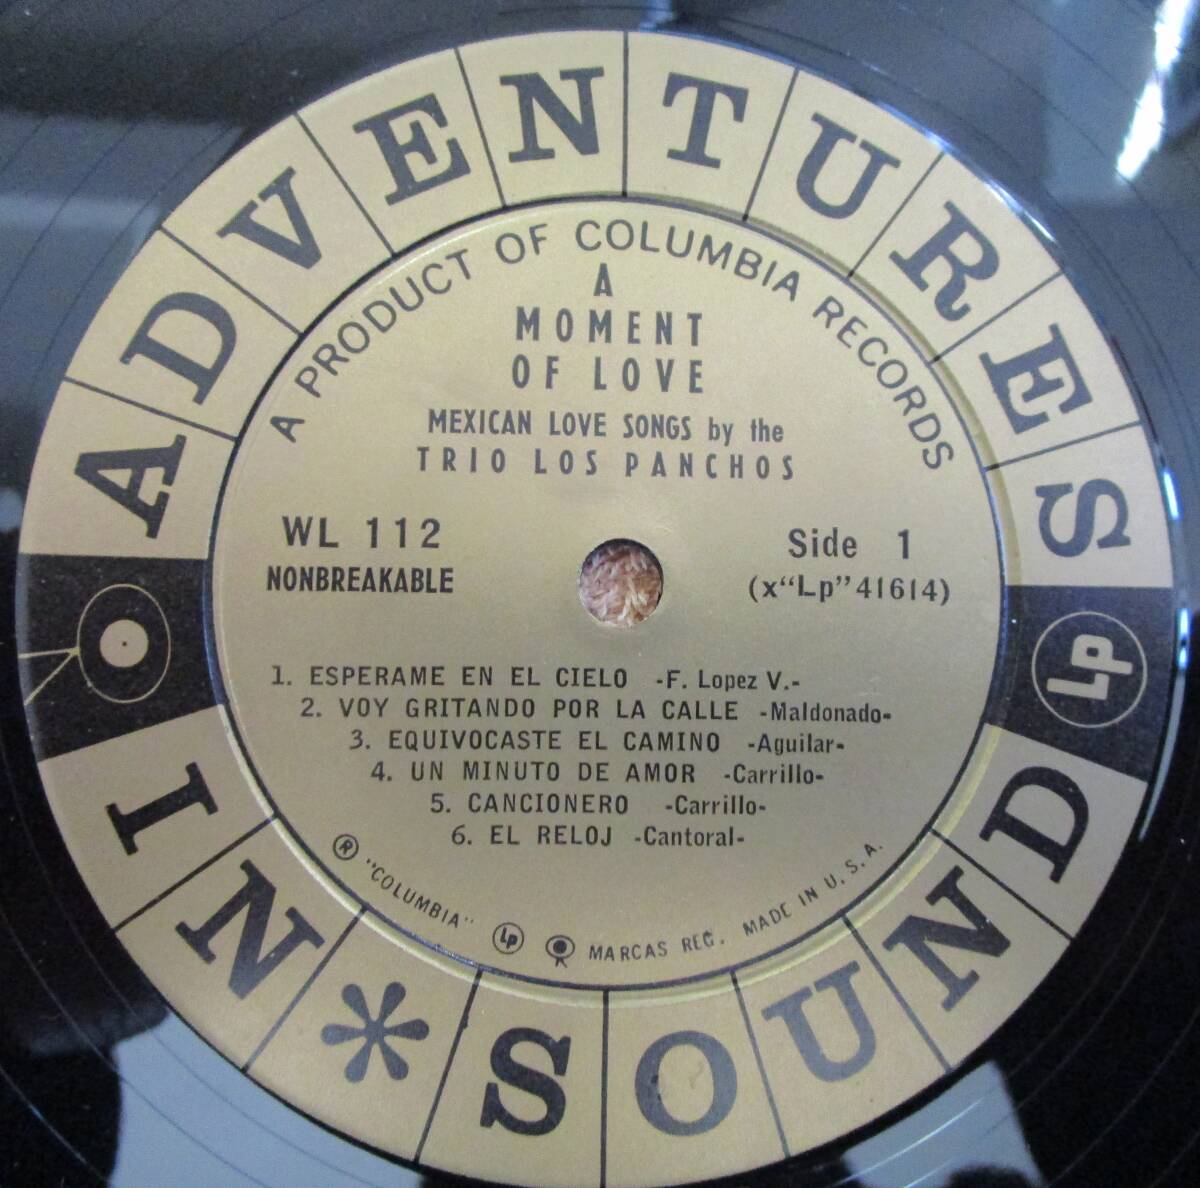 ADVENTURES
IN * SOUND
Lp
A PRODUCT OF COLUMBIA RECORDS
A
MOMENT
OF LOVE
MEXICAN LOVE SONGS by the
TRIO LOS PANCHOS
WL 112
NONBREAKABLE
Side 1
(x"Lp"41614)
1. ESPERAME EN EL CIELO -F. Lopez V.-
2. VOY GRITANDO POR LA CALLE -Maldonado-
3. EQUIVOCASTE EL CAMINO -Aguilar-
4. UN MINUTO DE AMOR -Carrillo-
5. CANCIONERO -Carrillo-
6. EL RELOJ -Cantoral-
® "COLUMBIA" Lp MARCAS REG. MADE IN U. S. A.